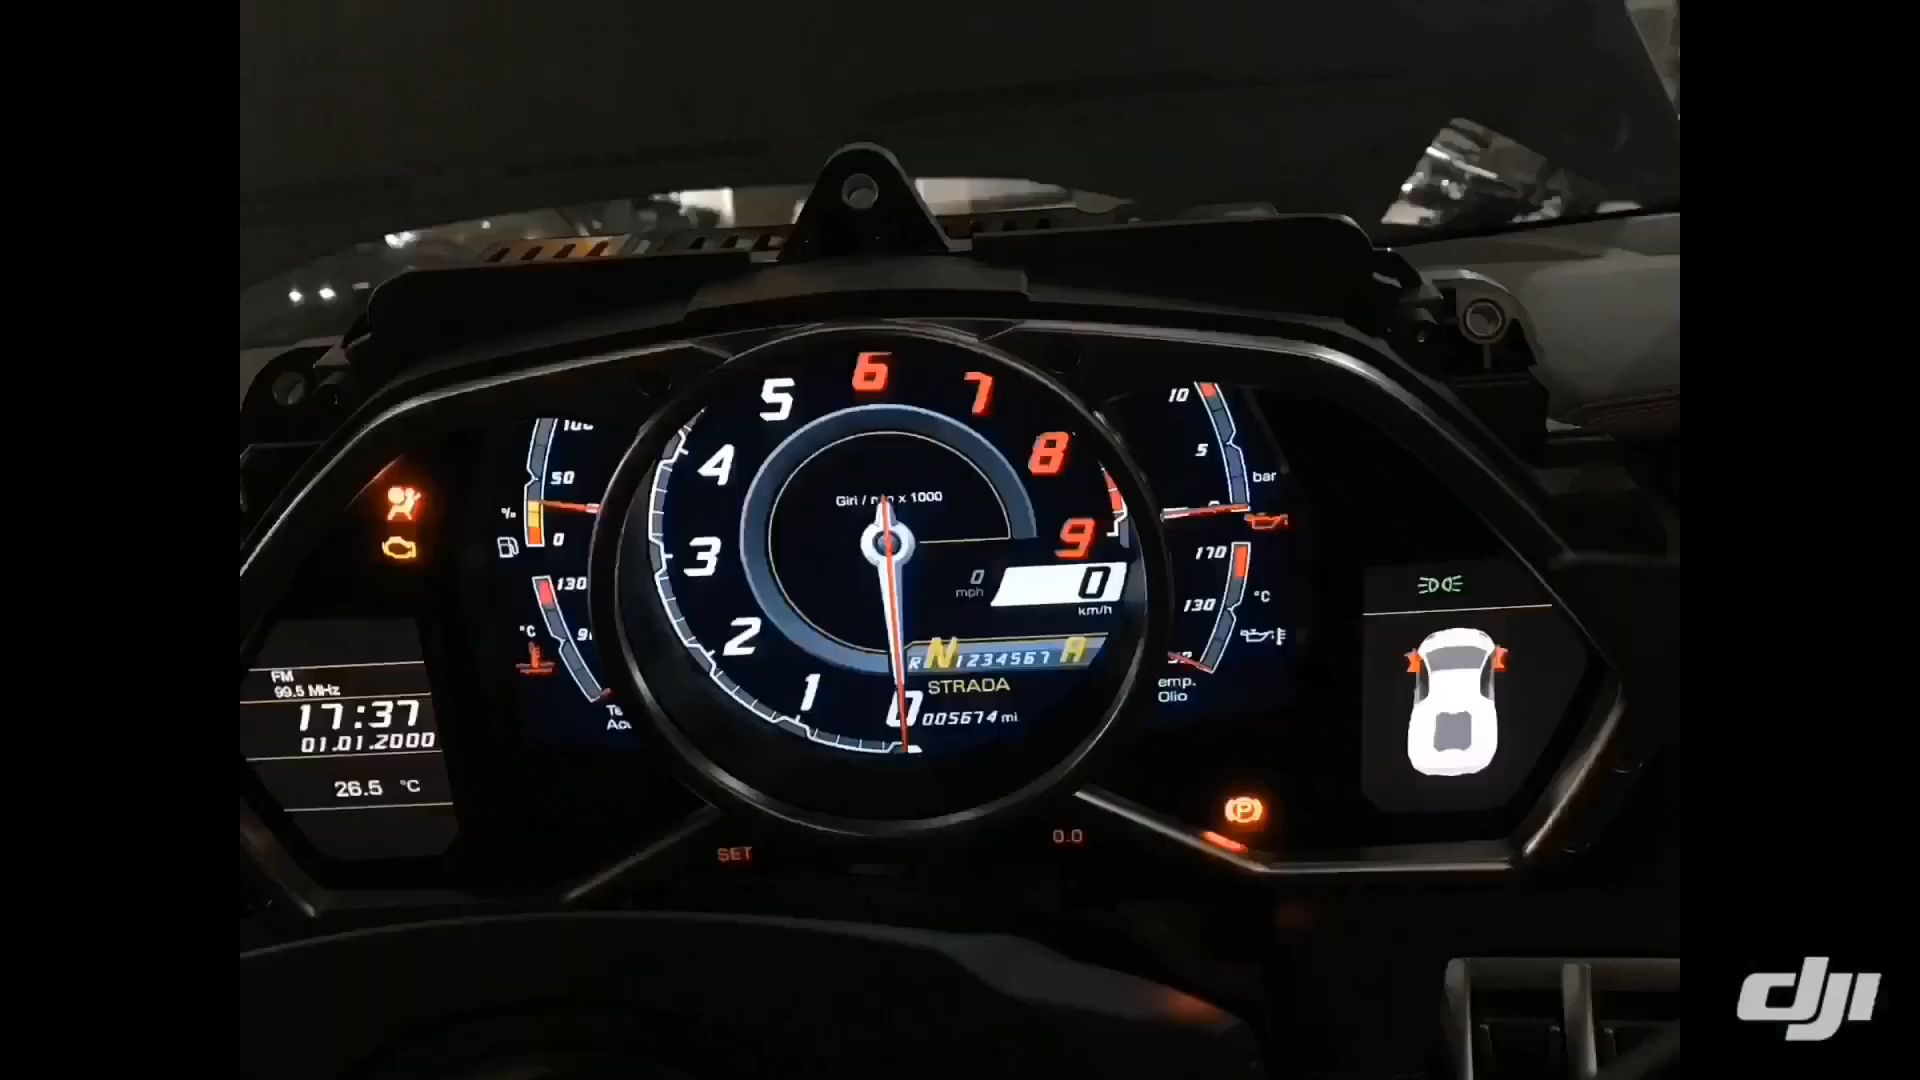 6
5
7
4
8
3
9
2
1
0
Giri / min x 1000
0
mph
0
km/h
R N 1234567 A
STRADA
005674 mi
50
%
0
130
°C
10
5
bar
170
°C
130
Olio
FM
99.5 MHz
17:37
01.01.2000
26.5 °C
P
SET
0.0
dji